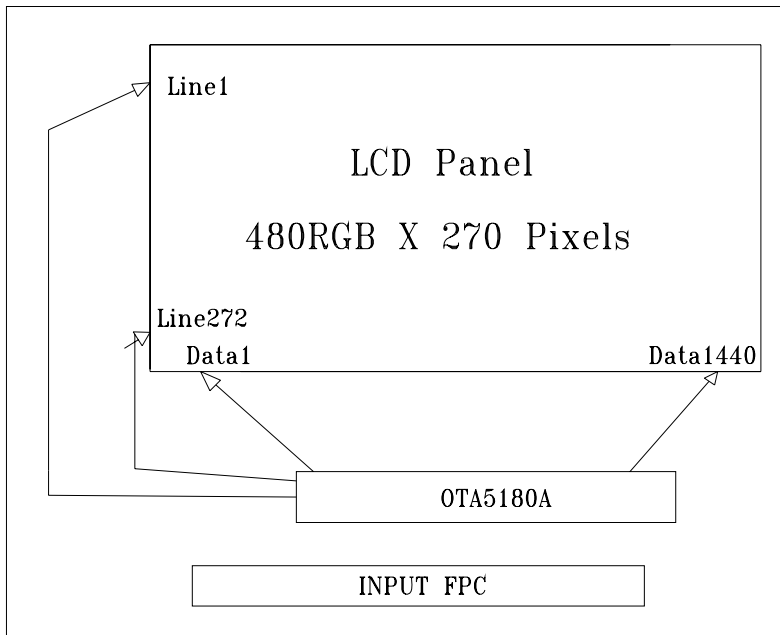 Line1
LCD Panel
480RGB X 270 Pixels
Line272
Data1
Data1440
OTA5180A
INPUT FPC